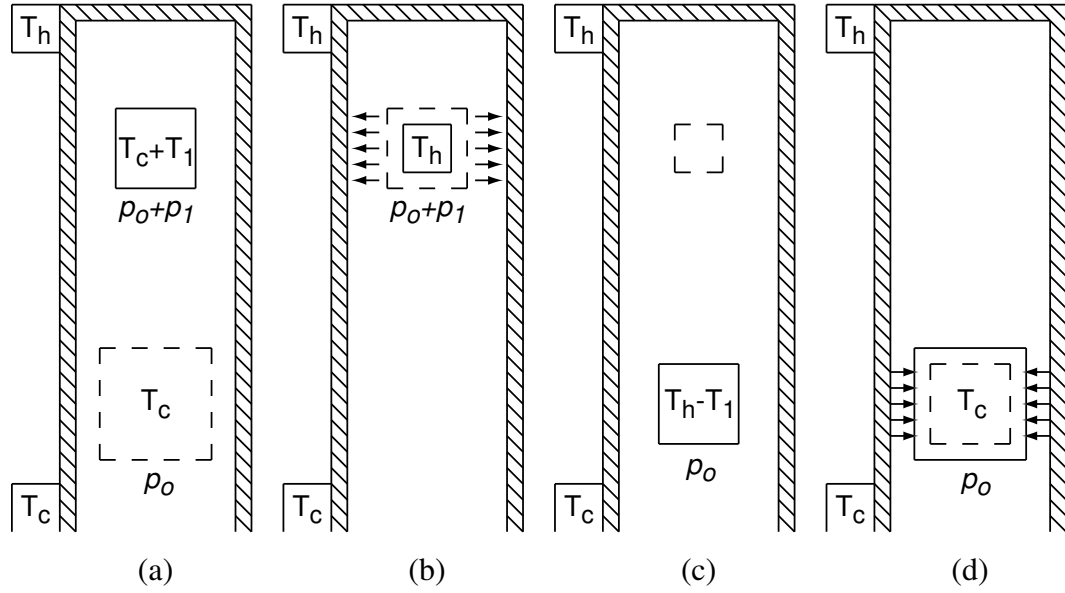 T_h
T_c+T_1
p_o+p_1
T_c
p_o
T_c
(a)
T_h
T_h
p_o+p_1
T_c
(b)
T_h
T_h-T_1
p_o
T_c
(c)
T_h
T_c
p_o
T_c
(d)